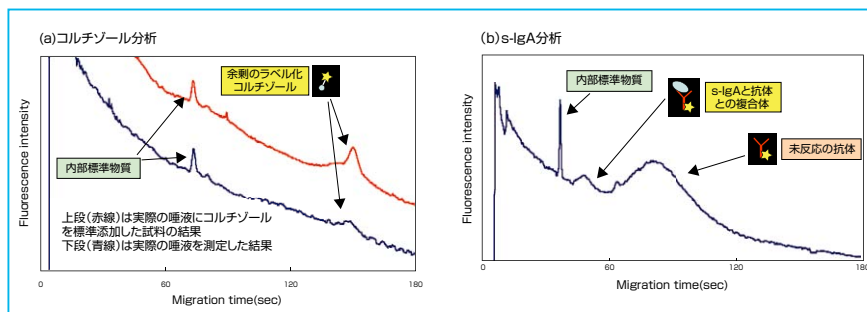 (a)コルチゾール分析
余剰のラベル化
コルチゾール
内部標準物質
上段(赤線)は実際の唾液にコルチゾール
を標準添加した試料の結果
下段(青線)は実際の唾液を測定した結果
Fluorescence intensity
0 60 120 180
Migration time(sec)
(b)s-IgA分析
内部標準物質
s-IgAと抗体
との複合体
未反応の抗体
Fluorescence intensity
0 60 120 180
Migration time(sec)